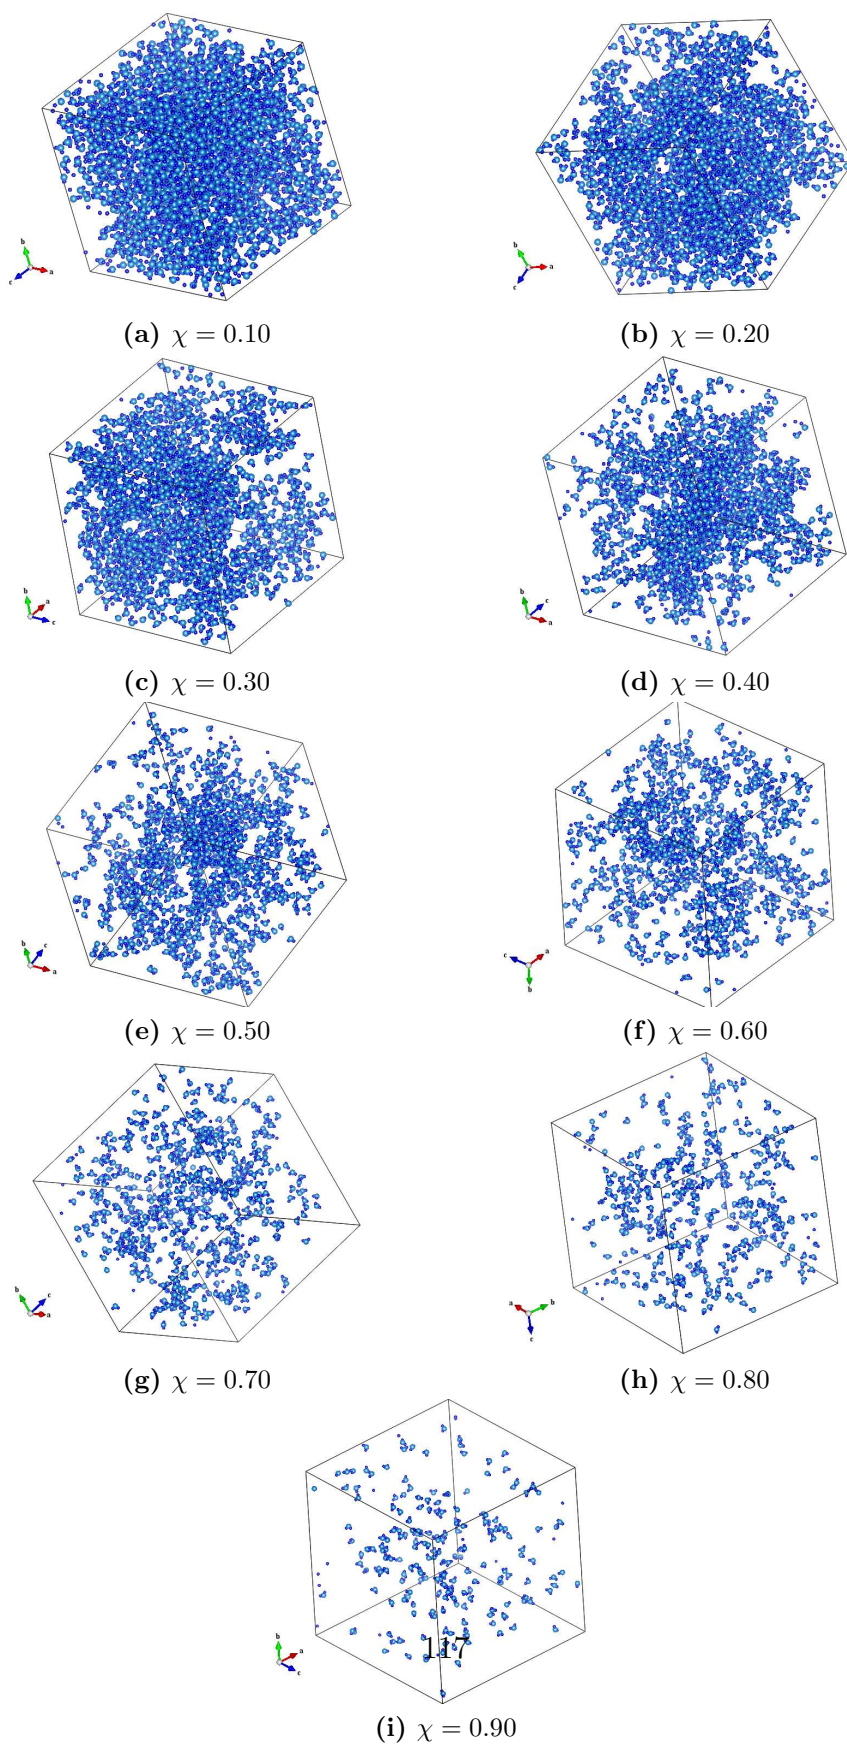 b
a
c
b
a
c
(a) χ = 0.10
(b) χ = 0.20
b
a
c
b
c
a
(c) χ = 0.30
(d) χ = 0.40
b
c
a
c
a
b
(e) χ = 0.50
(f) χ = 0.60
b
c
a
a
b
c
(g) χ = 0.70
(h) χ = 0.80
b
a
c
117
(i) χ = 0.90